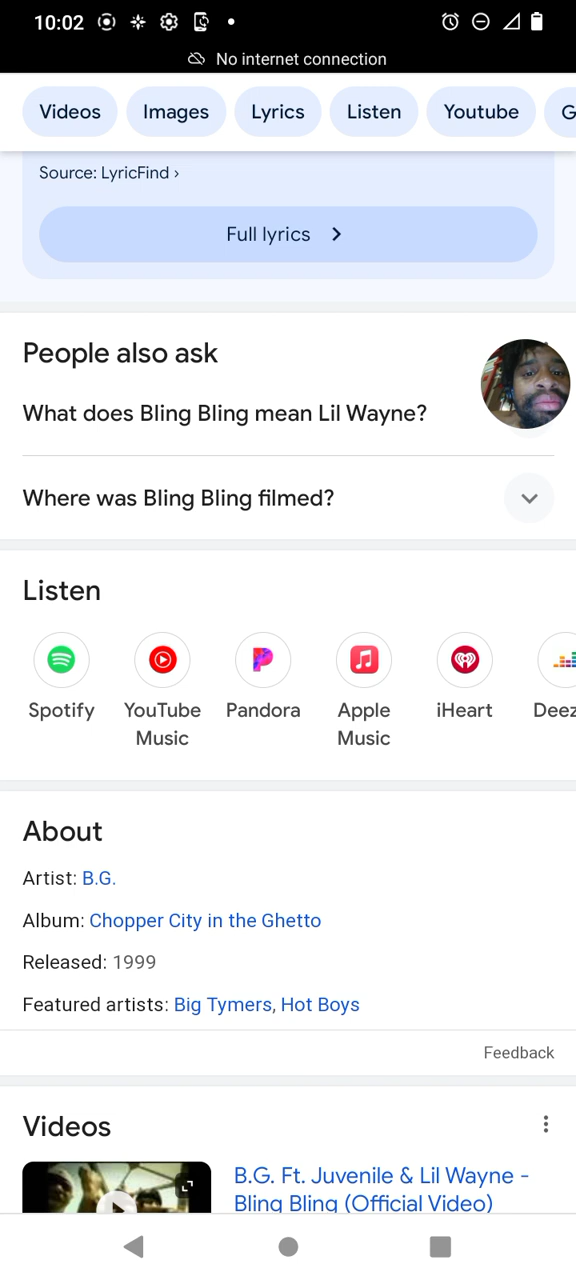 10:02
No internet connection
Videos
Images
Lyrics
Listen
Youtube
G
Source: LyricFind ›
Full lyrics
People also ask
What does Bling Bling mean Lil Wayne?
Where was Bling Bling filmed?
Listen
Spotify
YouTube Music
Pandora
Apple Music
iHeart
Deez
About
Artist: B.G.
Album: Chopper City in the Ghetto
Released: 1999
Featured artists: Big Tymers, Hot Boys
Feedback
Videos
B.G. Ft. Juvenile & Lil Wayne -
Bling Bling (Official Video)